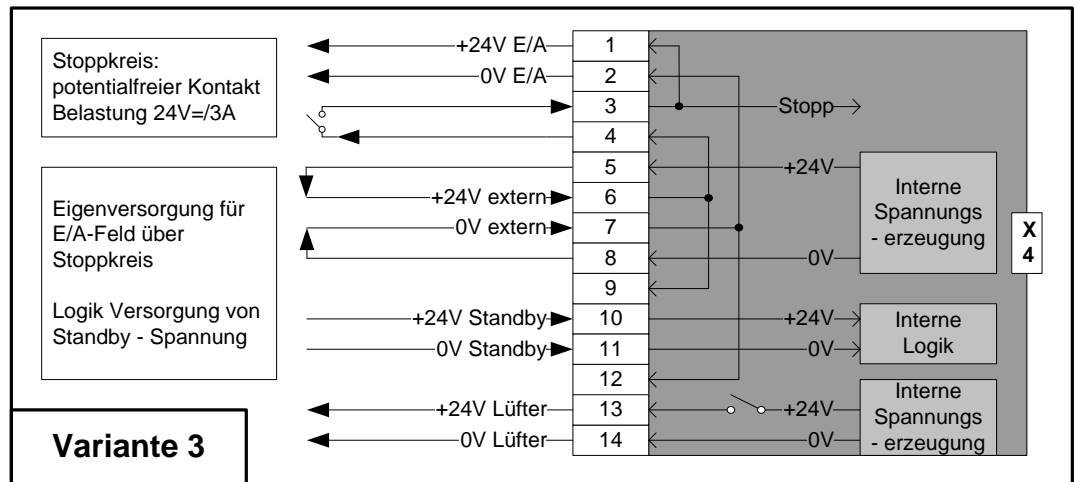 Stoppkreis:
potentialfreier Kontakt
Belastung 24V=/3A
Eigenversorgung für
E/A-Feld über
Stoppkreis
Logik Versorgung von
Standby - Spannung
Variante 3
+24V E/A
0V E/A
+24V extern
0V extern
+24V Standby
0V Standby
+24V Lüfter
0V Lüfter
1
2
3
4
5
6
7
8
9
10
11
12
13
14
Stopp
+24V
0V
+24V
0V
+24V
0V
Interne
Spannungs
- erzeugung
Interne
Logik
Interne
Spannungs
- erzeugung
X
4